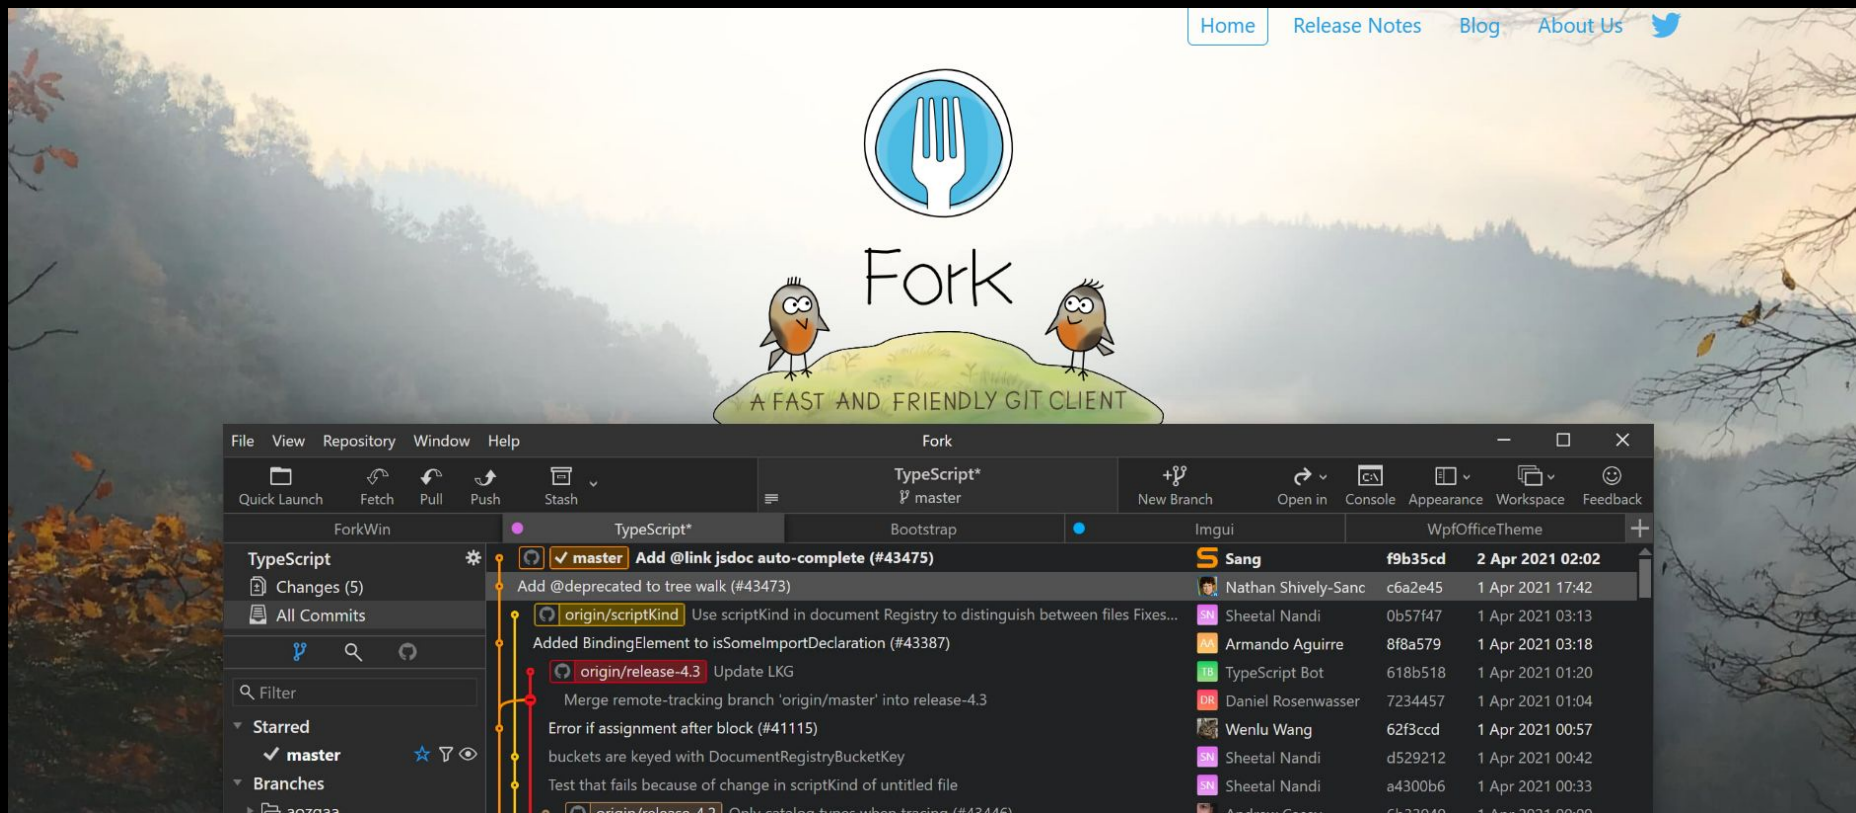 Home Release Notes Blog About Us
Fork
A FAST AND FRIENDLY GIT CLIENT
File View Repository Window Help Fork
Quick Launch Fetch Pull Push Stash TypeScript* New Branch Open in Console Appearance Workspace Feedback
master
ForkWin TypeScript* Bootstrap Imgui WpfOfficeTheme
TypeScript master Add @link jsdoc auto-complete (#43475) Sang f9b35cd 2 Apr 2021 02:02
Changes (5) Add @deprecated to tree walk (#43473) Nathan Shively-Sanc c6a2e45 1 Apr 2021 17:42
All Commits origin/scriptKind Use scriptKind in document Registry to distinguish between files Fixes... SN Sheetal Nandi 0b57f47 1 Apr 2021 03:13
Added BindingElement to isSomeImportDeclaration (#43387) AA Armando Aguirre 8f8a579 1 Apr 2021 03:18
origin/release-4.3 Update LKG TB TypeScript Bot 618b518 1 Apr 2021 01:20
Filter Merge remote-tracking branch 'origin/master' into release-4.3 DR Daniel Rosenwasser 7234457 1 Apr 2021 01:04
Starred Error if assignment after block (#41115) Wenlu Wang 62f3ccd 1 Apr 2021 00:57
master buckets are keyed with DocumentRegistryBucketKey SN Sheetal Nandi d529212 1 Apr 2021 00:42
Branches Test that fails because of change in scriptKind of untitled file SN Sheetal Nandi a4300b6 1 Apr 2021 00:33